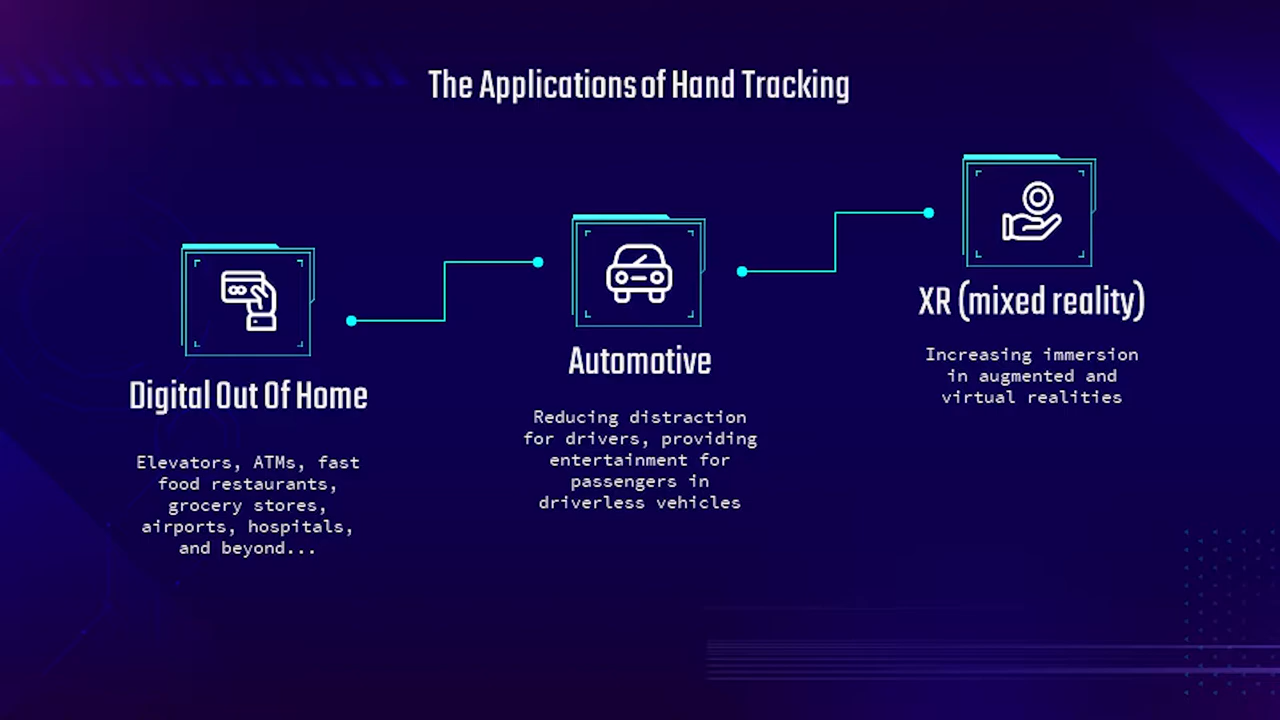 The Applications of Hand Tracking
Digital Out Of Home
Elevators, ATMs, fast
food restaurants,
grocery stores,
airports, hospitals,
and beyond...
Automotive
Reducing distraction
for drivers, providing
entertainment for
passengers in
driverless vehicles
XR (mixed reality)
Increasing immersion
in augmented and
virtual realities